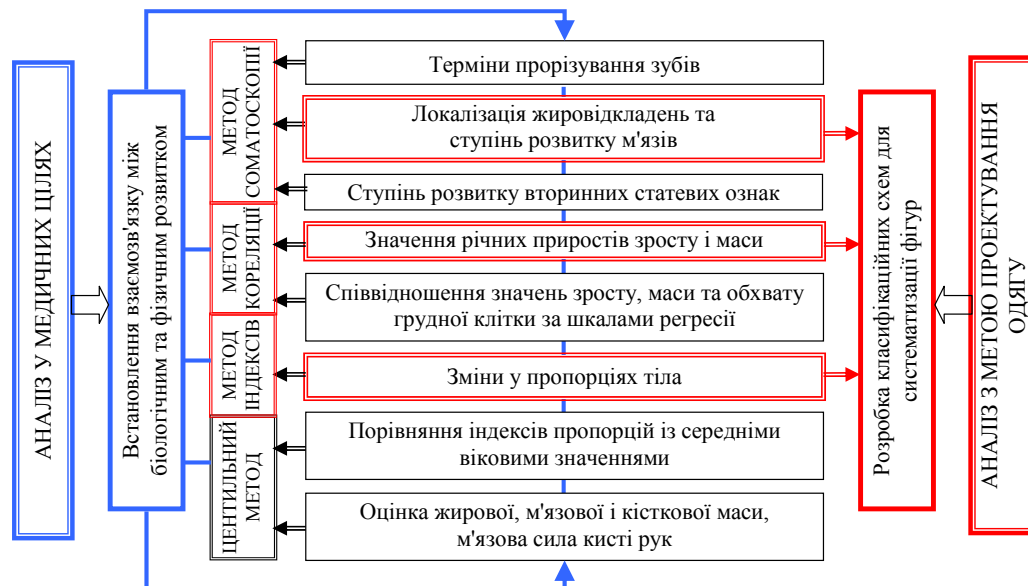 АНАЛІЗ У МЕДИЧНИХ ЦІЛЯХ
Встановлення взаємозв'язку між
біологічним та фізичним розвитком
МЕТОД
СОМАТОСКОПІЇ
МЕТОД
КОРЕЛЯЦІЇ
МЕТОД
ІНДЕКСІВ
ЦЕНТИЛЬНИЙ
МЕТОД
Терміни прорізування зубів
Локалізація жировідкладень та
ступінь розвитку м'язів
Ступінь розвитку вторинних статевих ознак
Значення річних приростів зросту і маси
Співвідношення значень зросту, маси та обхвату
грудної клітки за шкалами регресії
Зміни у пропорціях тіла
Порівняння індексів пропорцій із середніми
віковими значеннями
Оцінка жирової, м'язової і кісткової маси,
м'язова сила кисті рук
Розробка класифікаційних схем для
систематизації фігур
АНАЛІЗ З МЕТОЮ ПРОЕКТУВАННЯ
ОДЯГУ